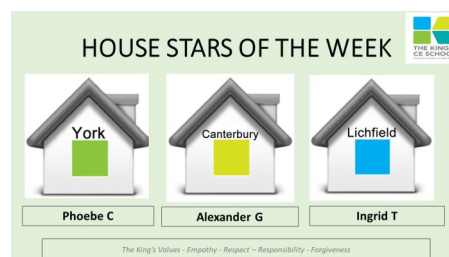 HOUSE STARS OF THE WEEK
THE KING
CE SCHOO
York
Canterbury
Lichfield
Phoebe C
Alexander G
Ingrid T
The King's Values - Empathy - Respect – Responsibility - Forgiveness